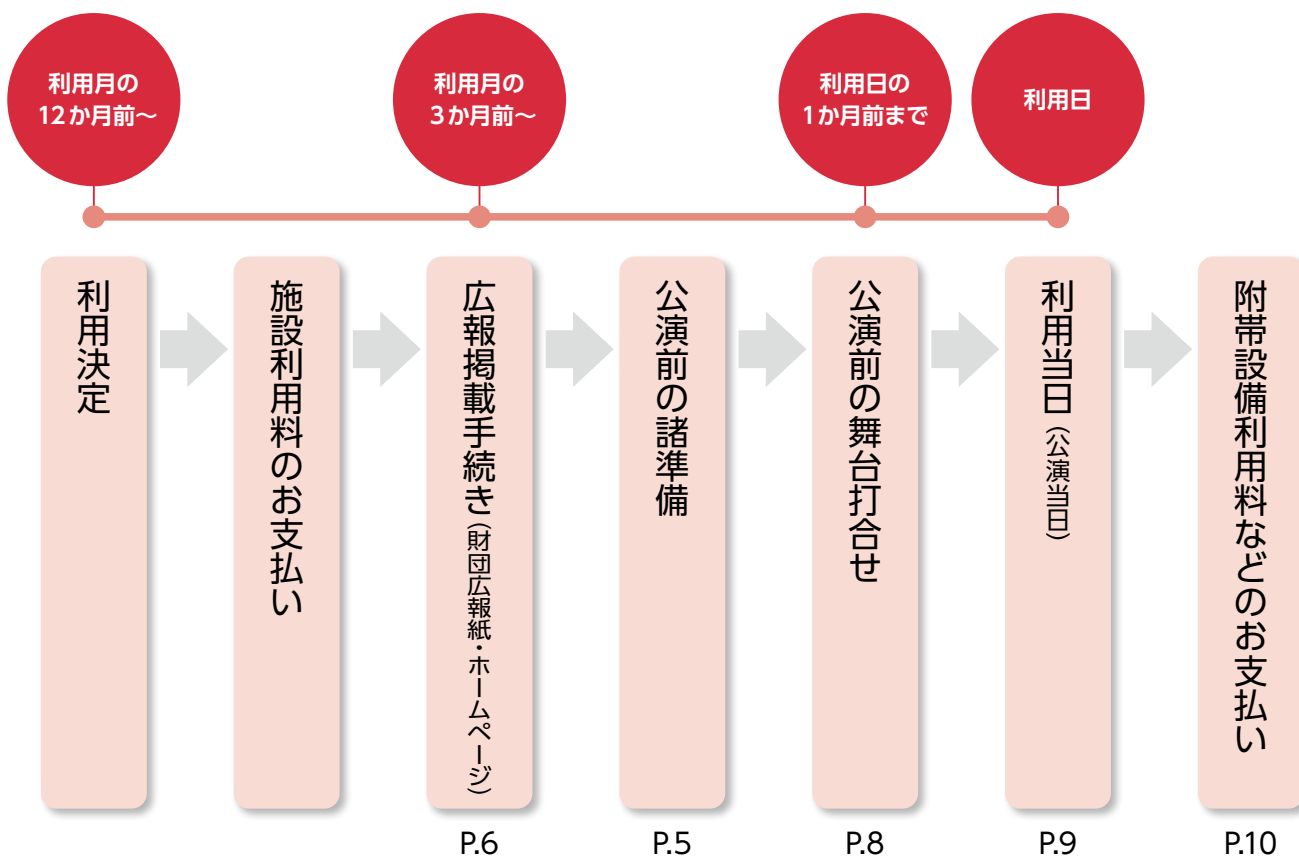 利用月の
12か月前～
利用月の
3か月前～
利用日の
1か月前まで
利用日
利用決定
施設利用料のお支払い
広報掲載手続き（財団広報紙・ホームページ）
公演前の諸準備
公演前の舞台打合せ
利用当日（公演当日）
附帯設備利用料などのお支払い
P.6
P.5
P.8
P.9
P.10